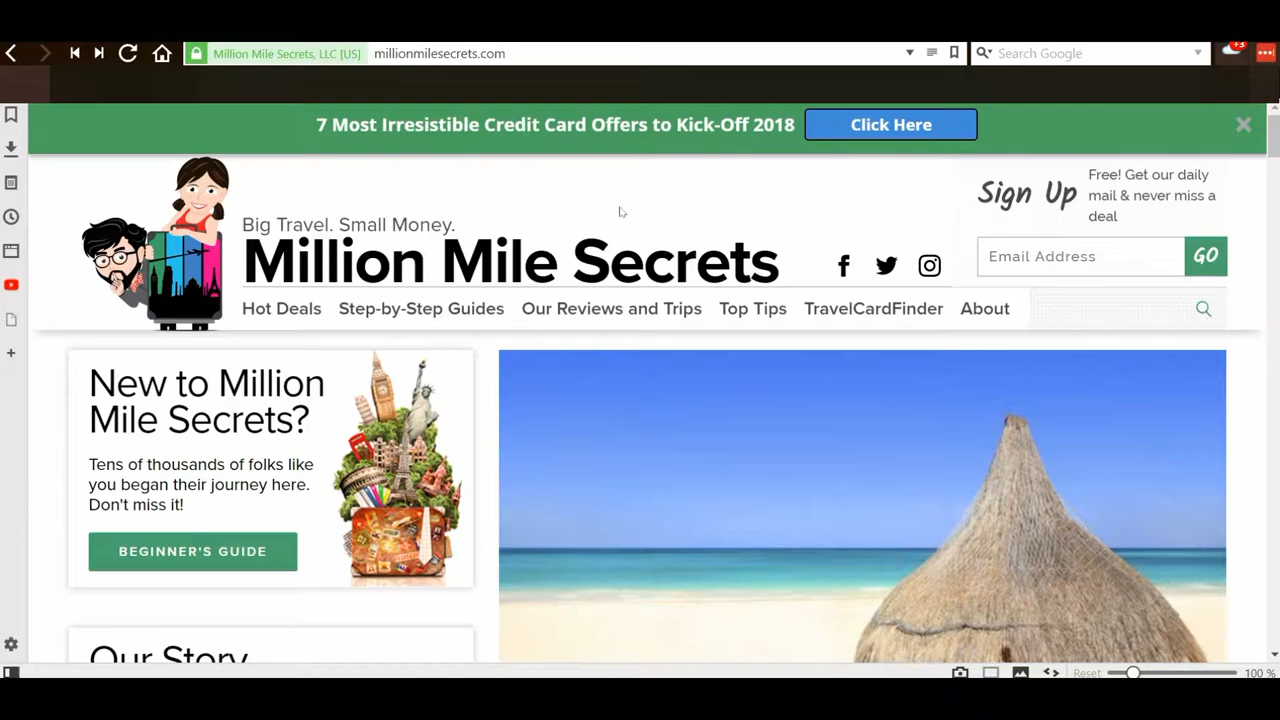 Million Mile Secrets, LLC [US] millionmilesecrets.com Search Google +3
7 Most Irresistible Credit Card Offers to Kick-Off 2018 Click Here
Big Travel. Small Money.
Million Mile Secrets
Sign Up
Free! Get our daily
mail & never miss a
deal
Email Address GO
Hot Deals Step-by-Step Guides Our Reviews and Trips Top Tips TravelCardFinder About
New to Million
Mile Secrets?
Tens of thousands of folks like
you began their journey here.
Don't miss it!
BEGINNER'S GUIDE
Our Story
Reset 100 %